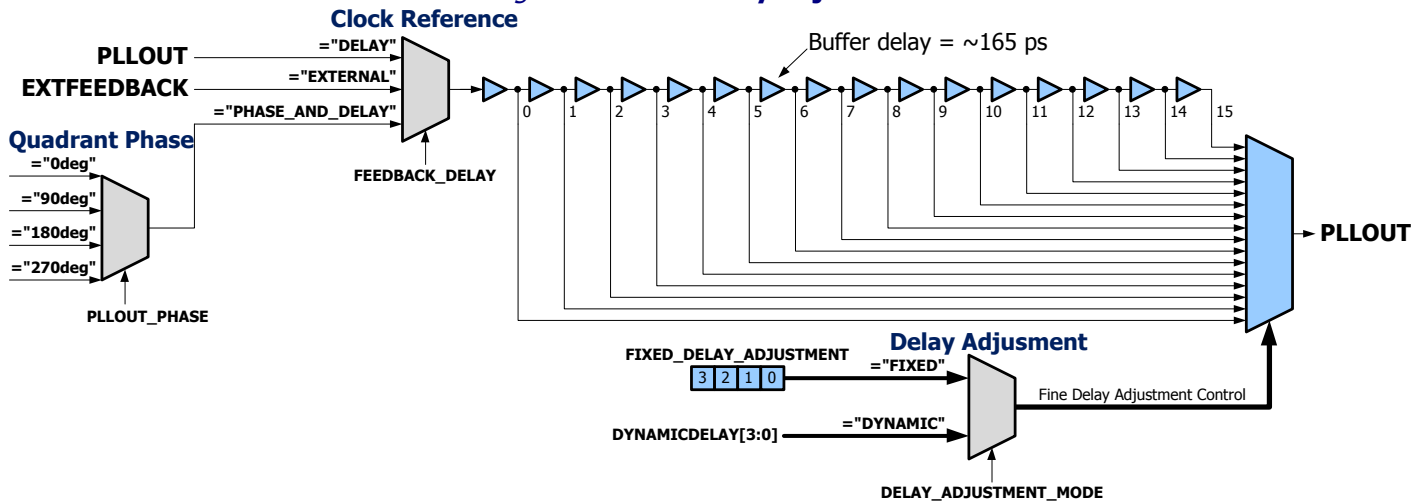 Clock Reference
PLLOUT
="DELAY"
EXTFEEDBACK
="EXTERNAL"
="PHASE_AND_DELAY"
FEEDBACK_DELAY
Buffer delay = ~165 ps
0 1 2 3 4 5 6 7 8 9 10 11 12 13 14 15
Quadrant Phase
="0deg"
="90deg"
="180deg"
="270deg"
PLLOUT_PHASE
PLLOUT
Delay Adjusment
FIXED_DELAY_ADJUSTMENT
="FIXED"
3 2 1 0
Fine Delay Adjustment Control
="DYNAMIC"
DYNAMICDELAY[3:0]
DELAY_ADJUSTMENT_MODE